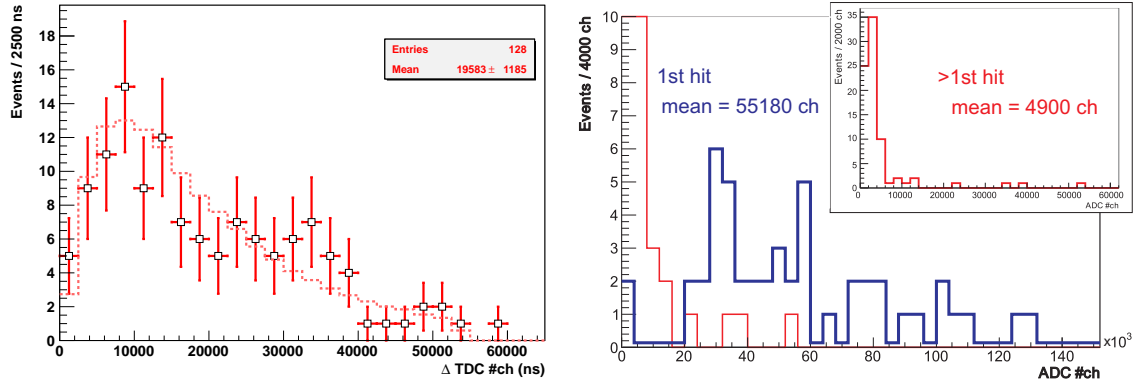 Events / 2500 ns
18
16
14
12
10
8
6
4
2
0
Entries 128
Mean 19583 ± 1185
0 10000 20000 30000 40000 50000 60000
Δ TDC #ch (ns)
Events / 4000 ch
10
9
8
7
6
5
4
3
2
1
0
1st hit
mean = 55180 ch
0 20 40 60 80 100 120 140
×10³
ADC #ch
Events / 2000 ch
35
30
25
20
15
10
5
0
>1st hit
mean = 4900 ch
0 10000 20000 30000 40000 50000 60000
ADC #ch